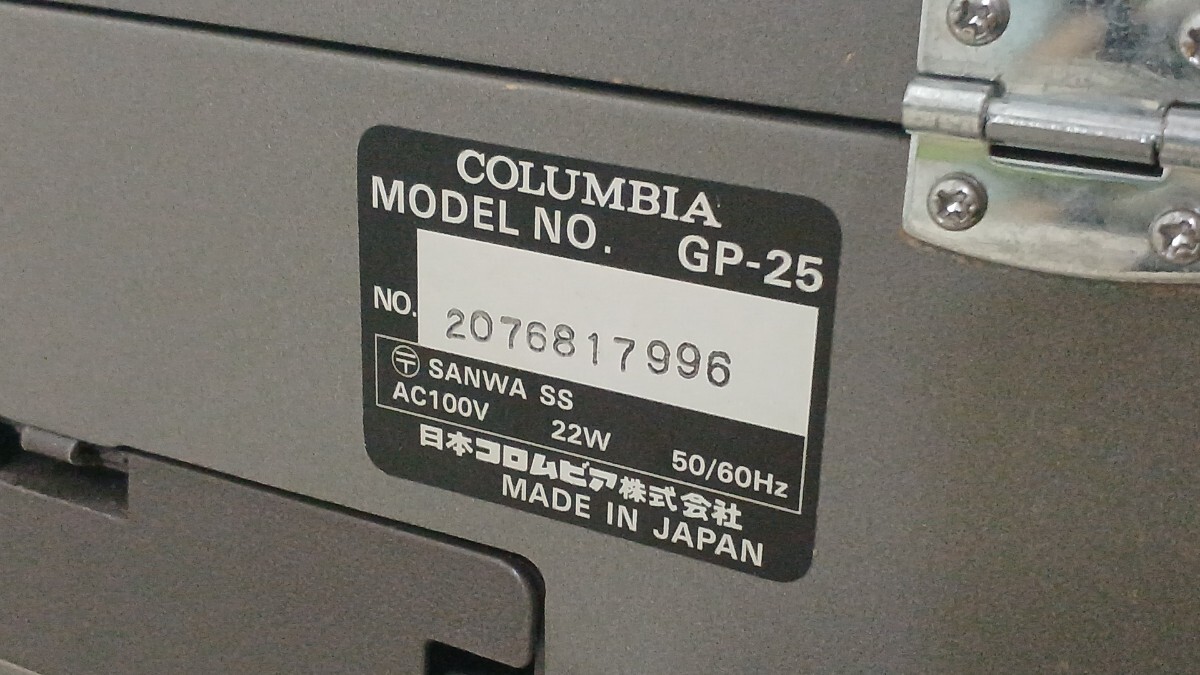 COLUMBIA
MODEL NO. GP-25
NO. 2076817996
〒 SANWA SS
AC100V 22W 50/60Hz
日本コロムビア株式会社
MADE IN JAPAN